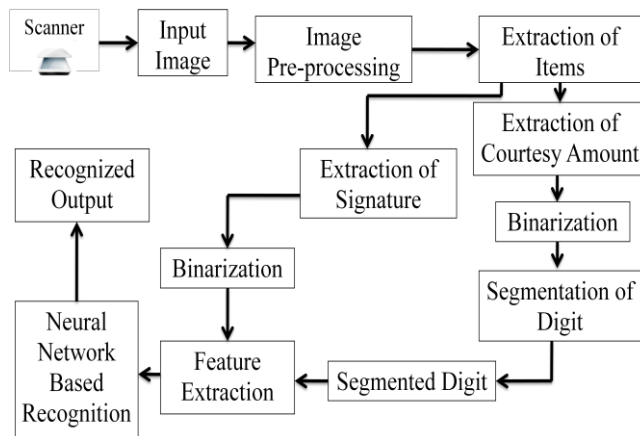 Scanner
Input
Image
Image
Pre-processing
Extraction of
Items
Extraction of
Courtesy Amount
Extraction of
Signature
Recognized
Output
Binarization
Binarization
Segmentation of
Digit
Neural
Network
Based
Recognition
Feature
Extraction
Segmented Digit